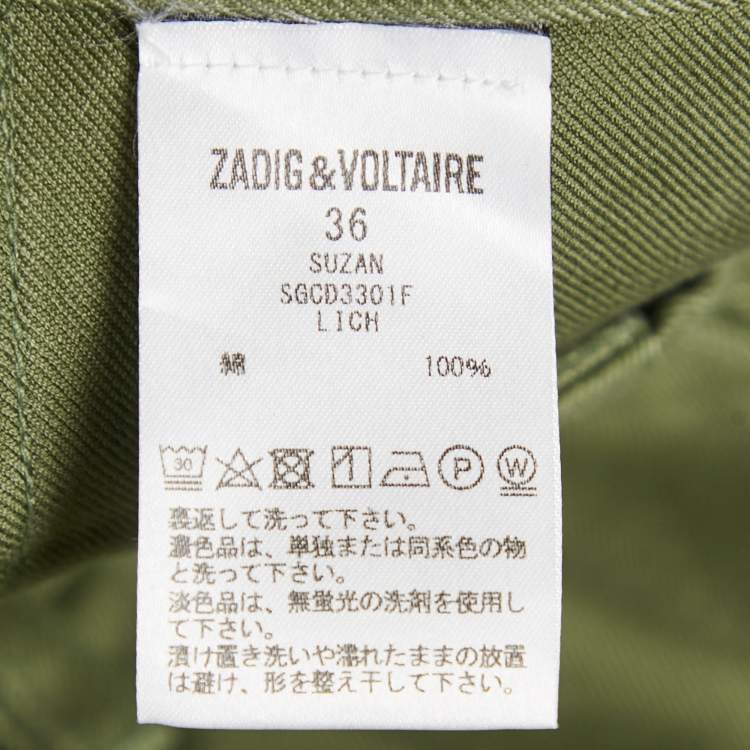 ZADIG&VOLTAIRE
36
SUZAN
SGCD3301F
LICH
綿 100%
30 P W
裏返して洗って下さい。
濃色品は、単独または同系色の物
と洗って下さい。
淡色品は、無蛍光の洗剤を使用し
て下さい。
漬け置き洗いや濡れたままの放置
は避け、形を整え干して下さい。